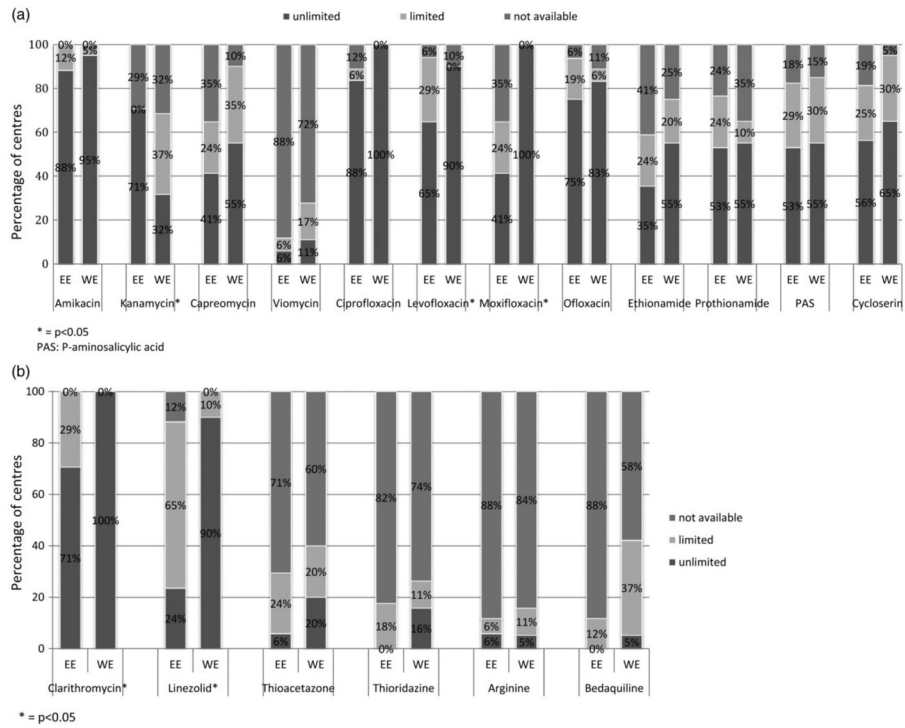 (a)
unlimited limited not available
Percentage of centres
100
80
60
40
20
0
0% 12% 88%
0% 5% 95%
29% 0% 71%
32% 37% 32%
35% 24% 41%
10% 35% 55%
88% 6% 6%
72% 17% 11%
12% 6% 88%
0% 100%
6% 29% 65%
10% 0% 90%
35% 24% 41%
0% 100%
6% 19% 75%
11% 6% 83%
41% 24% 35%
25% 20% 55%
24% 24% 53%
35% 10% 55%
18% 29% 53%
15% 30% 55%
19% 25% 56%
5% 30% 65%
EE WE EE WE EE WE EE WE EE WE EE WE EE WE EE WE EE WE EE WE EE WE EE WE
Amikacin Kanamycin* Capreomycin Viomycin Ciprofloxacin Levofloxacin* Moxifloxacin* Ofloxacin Ethionamide Prothionamide PAS Cycloserin
* = p<0.05
PAS: P-aminosalicylic acid
(b)
Percentage of centres
100
80
60
40
20
0
0% 29% 71%
0% 100%
12% 65% 24%
0% 10% 90%
71% 24% 6%
60% 20% 20%
82% 18% 0%
74% 11% 16%
88% 6% 6%
84% 11% 5%
88% 12% 0%
58% 37% 5%
not available
limited
unlimited
EE WE EE WE EE WE EE WE EE WE EE WE
Clarithromycin* Linezolid* Thioacetazone Thioridazine Arginine Bedaquiline
* = p<0.05